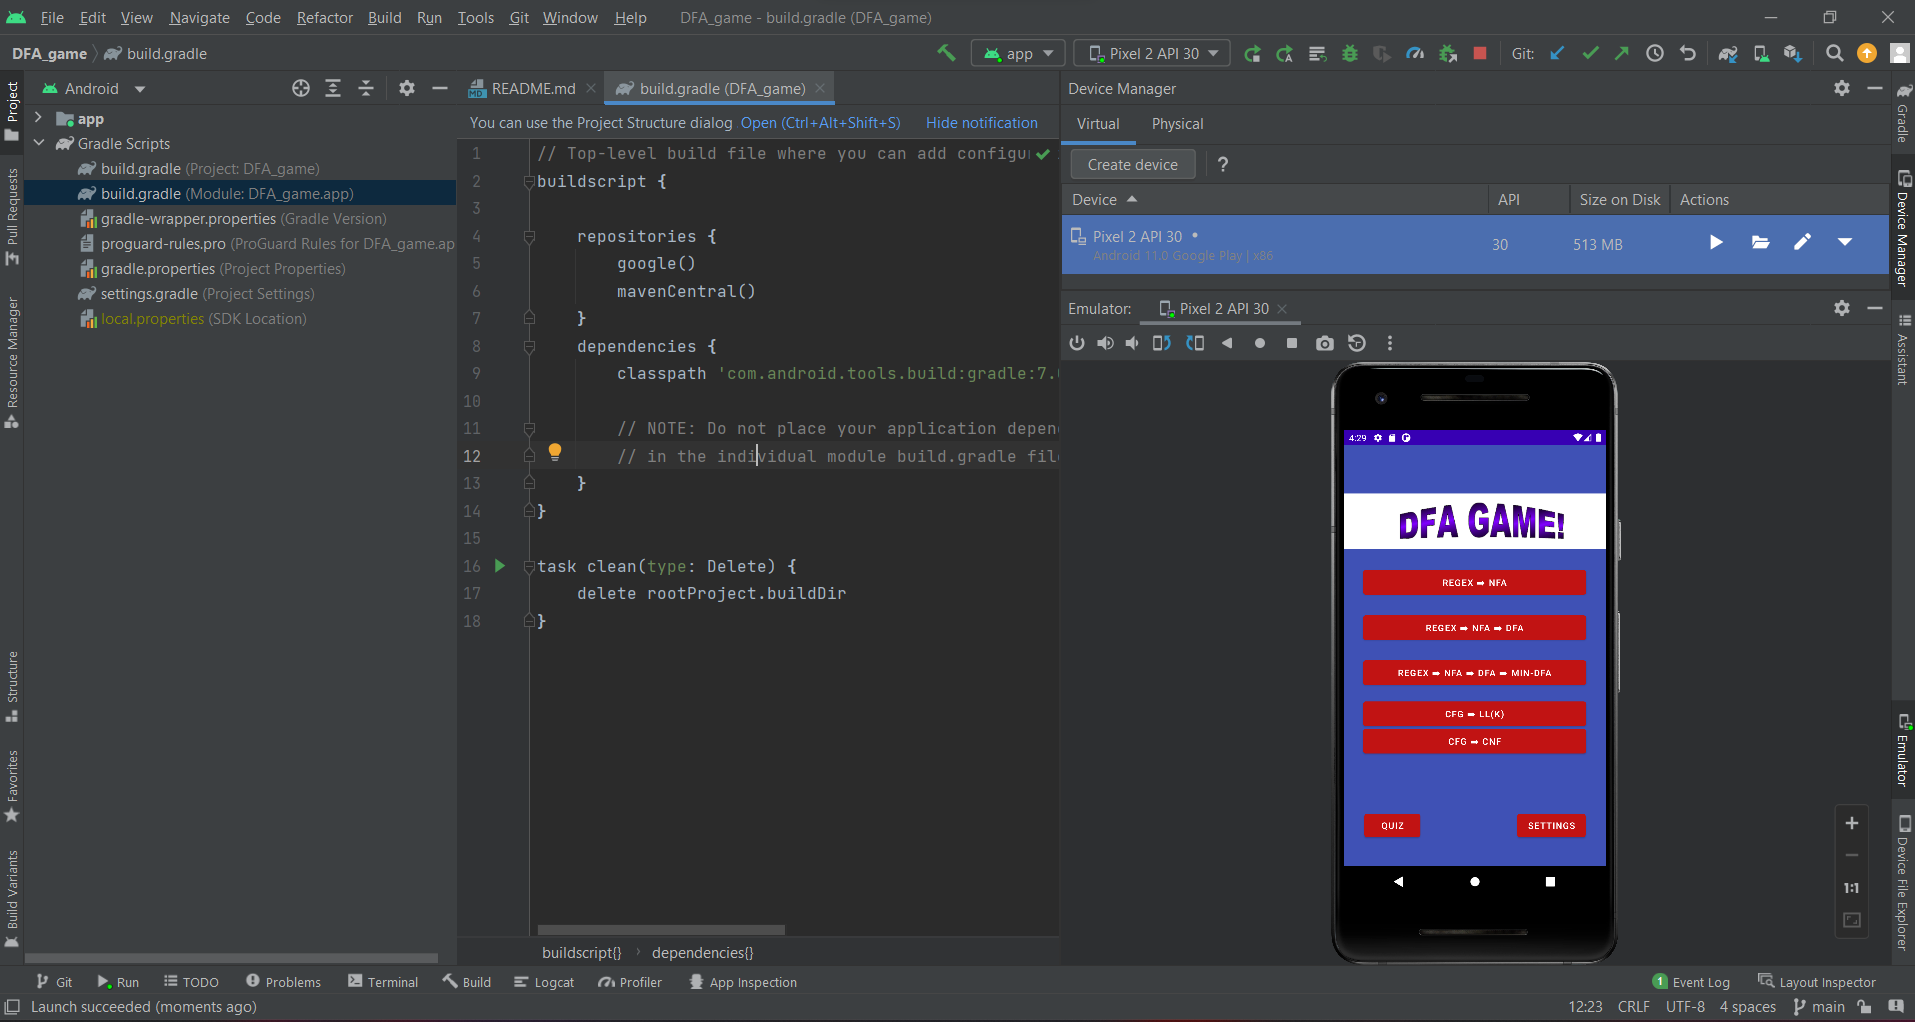 File Edit View Navigate Code Refactor Build Run Tools Git Window Help DFA_game - build.gradle (DFA_game)
DFA_game build.gradle app Pixel 2 API 30 Git:
Android
app
Gradle Scripts
build.gradle (Project: DFA_game)
build.gradle (Module: DFA_game.app)
gradle-wrapper.properties (Gradle Version)
proguard-rules.pro (ProGuard Rules for DFA_game.ap
gradle.properties (Project Properties)
settings.gradle (Project Settings)
local.properties (SDK Location)
Project
Pull Requests
Resource Manager
Structure
Favorites
Build Variants
README.md build.gradle (DFA_game)
You can use the Project Structure dialog Open (Ctrl+Alt+Shift+S) Hide notification
1 // Top-level build file where you can add configu
2 buildscript {
3
4 repositories {
5 google()
6 mavenCentral()
7 }
8 dependencies {
9 classpath 'com.android.tools.build:gradle:7.
10
11 // NOTE: Do not place your application depen
12 // in the individual module build.gradle file
13 }
14 }
15
16 task clean(type: Delete) {
17 delete rootProject.buildDir
18 }
buildscript{} dependencies{}
Device Manager
Virtual Physical
Create device ?
Device API Size on Disk Actions
Pixel 2 API 30 30 513 MB
Android 11.0 Google Play | x86
Emulator: Pixel 2 API 30
4:29
DFA GAME!
REGEX ➡ NFA
REGEX ➡ NFA ➡ DFA
REGEX ➡ NFA ➡ DFA ➡ MIN-DFA
CFG ➡ LL(K)
CFG ➡ CNF
QUIZ SETTINGS
1:1
Gradle
Device Manager
Assistant
Emulator
Device File Explorer
Git Run TODO Problems Terminal Build Logcat Profiler App Inspection 1 Event Log Layout Inspector
Launch succeeded (moments ago) 12:23 CRLF UTF-8 4 spaces main